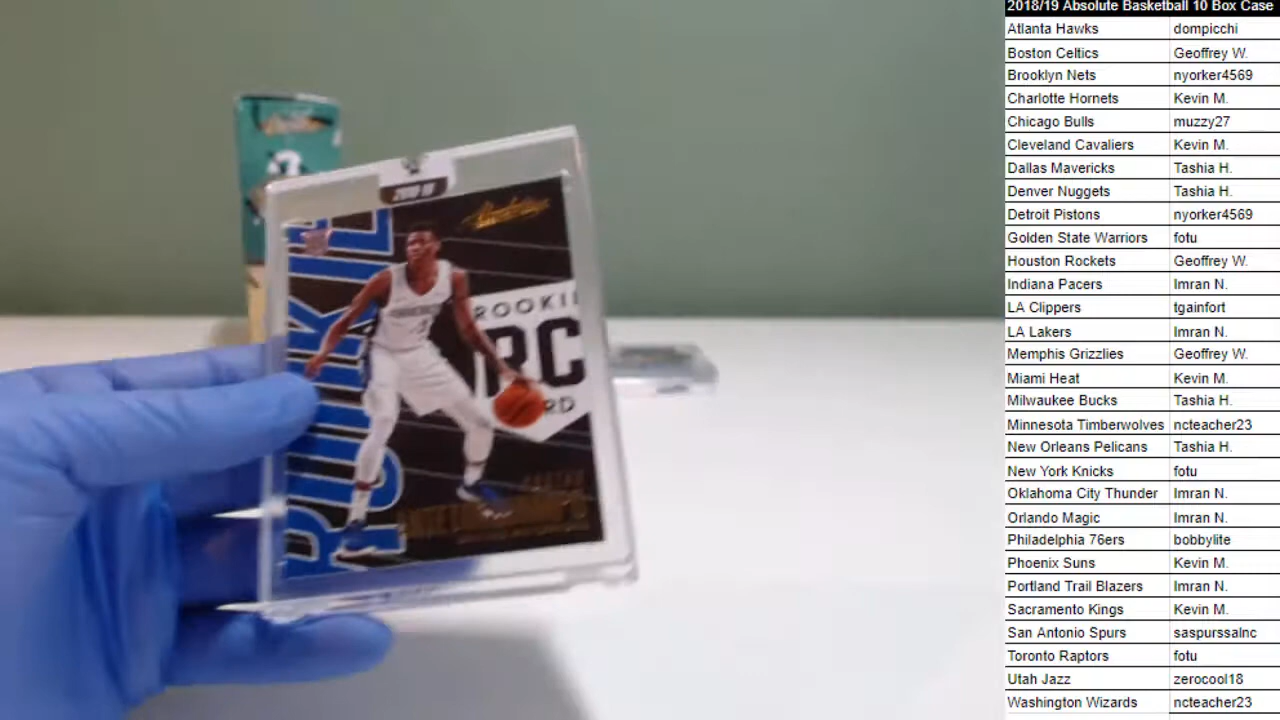 2018/19 Absolute Basketball 10 Box Case
Atlanta Hawks dompicchi
Boston Celtics Geoffrey W.
Brooklyn Nets nyorker4569
Charlotte Hornets Kevin M.
Chicago Bulls muzzy27
Cleveland Cavaliers Kevin M.
Dallas Mavericks Tashia H.
Denver Nuggets Tashia H.
Detroit Pistons nyorker4569
Golden State Warriors fotu
Houston Rockets Geoffrey W.
Indiana Pacers Imran N.
LA Clippers tgainfort
LA Lakers Imran N.
Memphis Grizzlies Geoffrey W.
Miami Heat Kevin M.
Milwaukee Bucks Tashia H.
Minnesota Timberwolves ncteacher23
New Orleans Pelicans Tashia H.
New York Knicks fotu
Oklahoma City Thunder Imran N.
Orlando Magic Imran N.
Philadelphia 76ers bobbylite
Phoenix Suns Kevin M.
Portland Trail Blazers Imran N.
Sacramento Kings Kevin M.
San Antonio Spurs saspurssalnc
Toronto Raptors fotu
Utah Jazz zerocool18
Washington Wizards ncteacher23
Absolute
ROOKIE
ROOKI
RC
RD